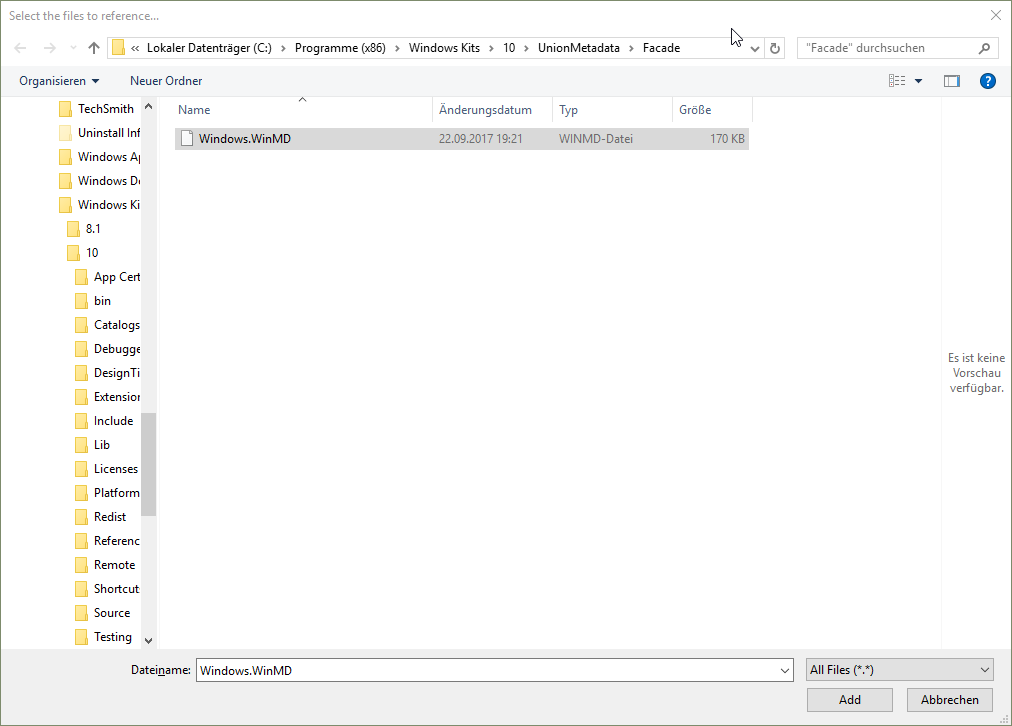 Select the files to reference...
« Lokaler Datenträger (C:) › Programme (x86) › Windows Kits › 10 › UnionMetadata › Facade
"Facade" durchsuchen
Organisieren
Neuer Ordner
?
TechSmith
Uninstall Inf
Windows Ap
Windows De
Windows Ki
8.1
10
App Cert
bin
Catalogs
Debugge
DesignTi
Extension
Include
Lib
Licenses
Platform
Redist
Referenc
Remote
Shortcut
Source
Testing
Name Änderungsdatum Typ Größe
Windows.WinMD 22.09.2017 19:21 WINMD-Datei 170 KB
Es ist keine
Vorschau
verfügbar.
Dateiname: Windows.WinMD
All Files (*.*)
Add
Abbrechen